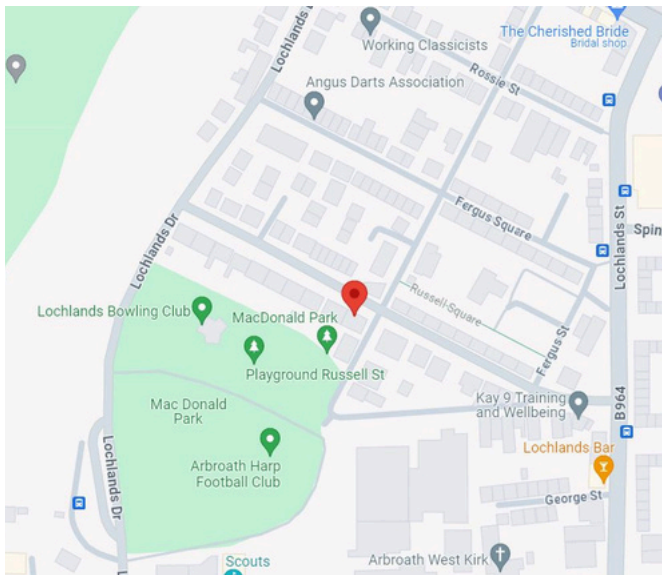 The Cherished Bride
Bridal shop
Working Classicists
Lochlands Dr
Rossie St
Angus Darts Association
Fergus Square
Lochlands St
Spin
Lochlands Dr
Russell Square
Lochlands Bowling Club
MacDonald Park
Playground Russell St
Fergus St
Kay 9 Training
and Wellbeing
B964
Mac Donald
Park
Arbroath Harp
Football Club
Lochlands Bar
Lochlands Dr
George St
Scouts
Arbroath West Kirk